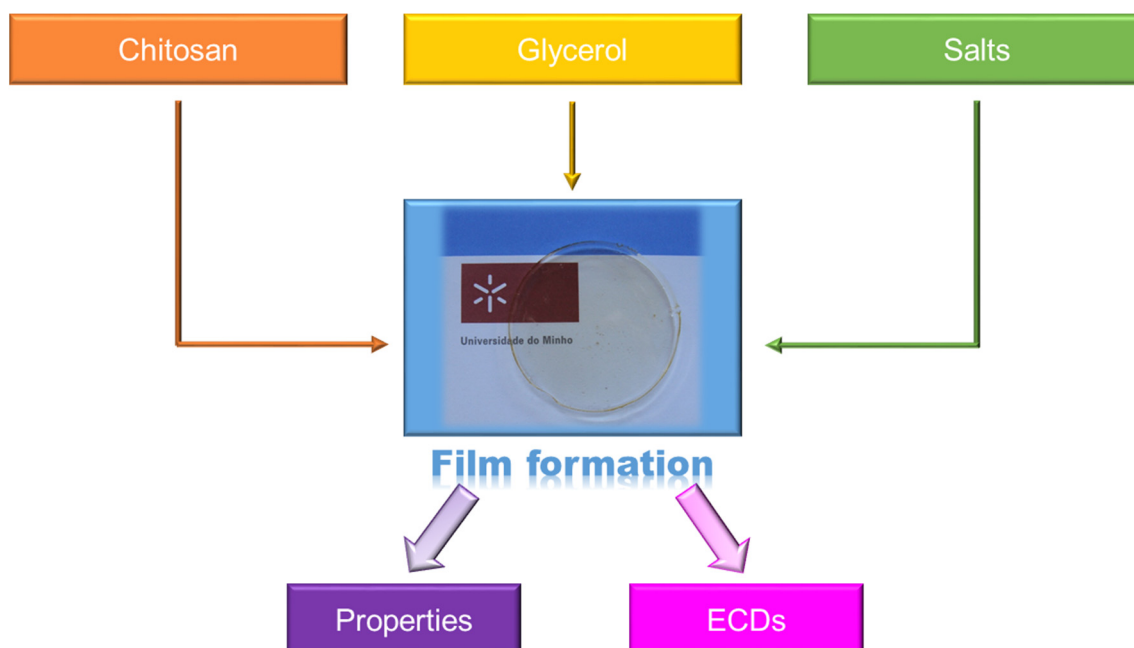 Chitosan
Glycerol
Salts
Universidade do Minho
Film formation
Properties
ECDs